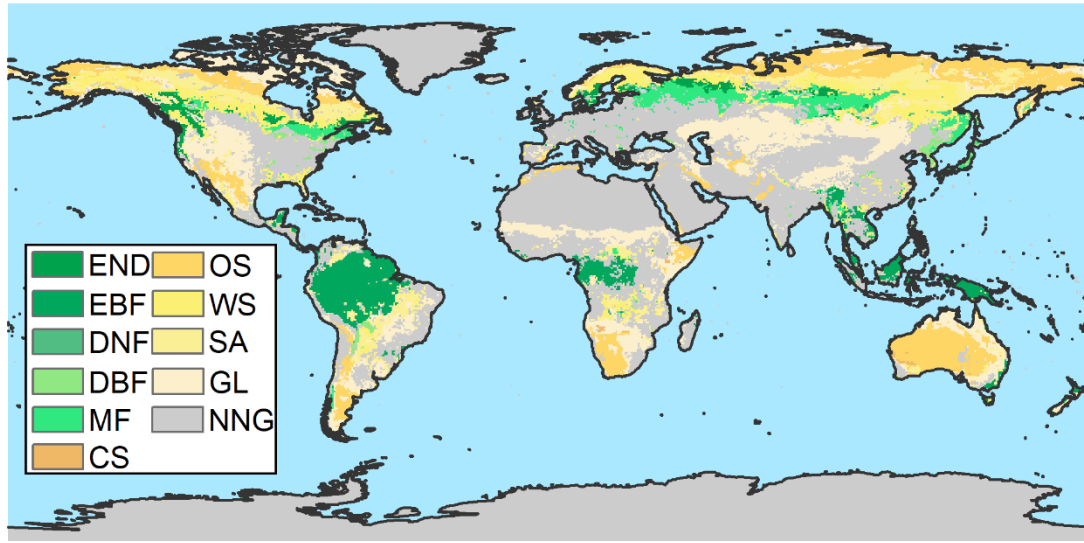 END OS
EBF WS
DNF SA
DBF GL
MF NNG
CS